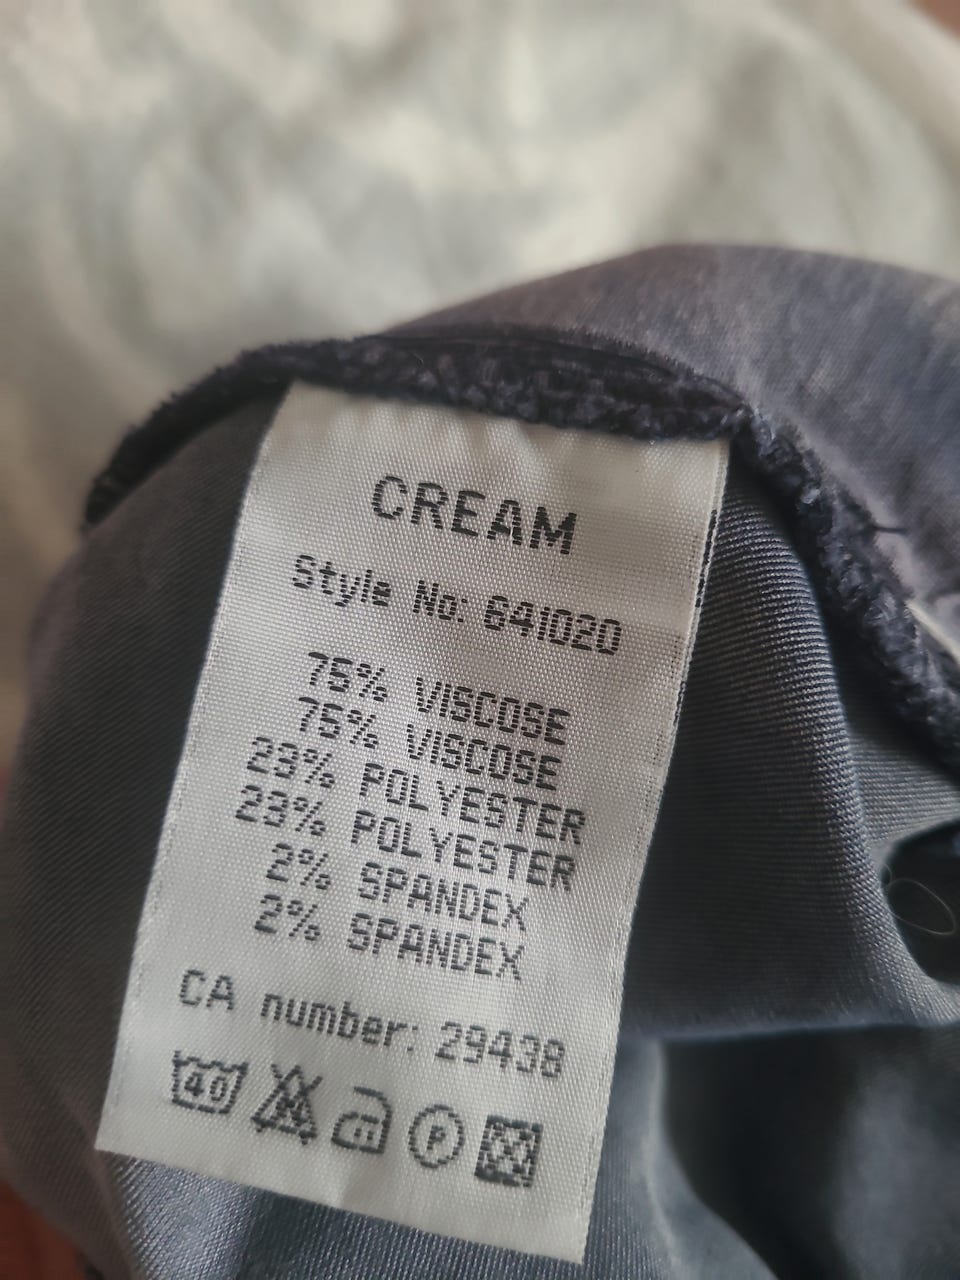 CREAM
Style No: 641020
75% VISCOSE
75% VISCOSE
23% POLYESTER
23% POLYESTER
2% SPANDEX
2% SPANDEX
CA number: 29438
40
P